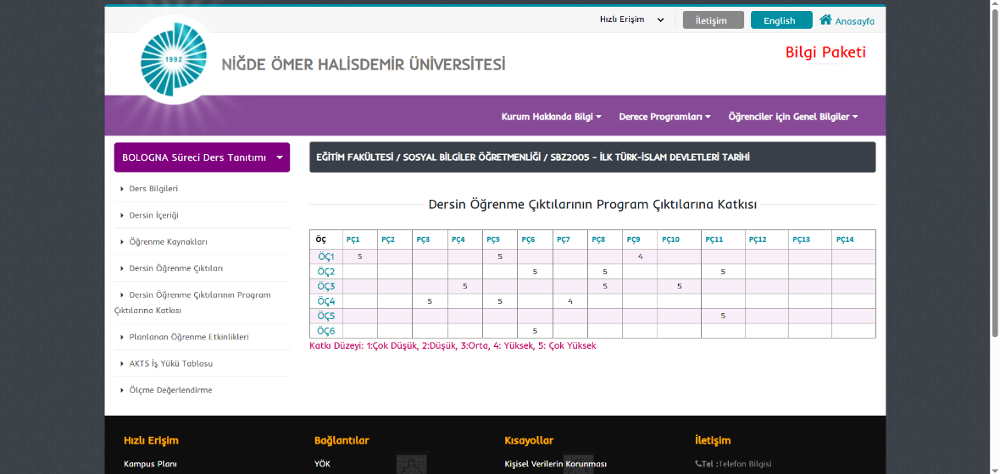 Hızlı Erişim
İletişim
English
Anasayfa
1992
NİĞDE ÖMER HALİSDEMİR ÜNİVERSİTESİ
Bilgi Paketi
Kurum Hakkında Bilgi
Derece Programları
Öğrenciler için Genel Bilgiler
BOLOGNA Süreci Ders Tanıtımı
Ders Bilgileri
Dersin İçeriği
Öğrenme Kaynakları
Dersin Öğrenme Çıktıları
Dersin Öğrenme Çıktılarının Program
Çıktılarına Katkısı
Planlanan Öğrenme Etkinlikleri
AKTS İş Yükü Tablosu
Ölçme Değerlendirme
EĞİTİM FAKÜLTESİ / SOSYAL BİLGİLER ÖĞRETMENLİĞİ / SBZ2005 - İLK TÜRK-İSLAM DEVLETLERİ TARİHİ
Dersin Öğrenme Çıktılarının Program Çıktılarına Katkısı
ÖÇ PÇ1 PÇ2 PÇ3 PÇ4 PÇ5 PÇ6 PÇ7 PÇ8 PÇ9 PÇ10 PÇ11 PÇ12 PÇ13 PÇ14
ÖÇ1 5 5 4
ÖÇ2 5 5 5
ÖÇ3 5 5 5
ÖÇ4 5 5 4
ÖÇ5 5
ÖÇ6 5
Katkı Düzeyi: 1:Çok Düşük, 2:Düşük, 3:Orta, 4: Yüksek, 5: Çok Yüksek
Hızlı Erişim
Kampus Planı
Bağlantılar
YÖK
Kısayollar
Kişisel Verilerin Korunması
İletişim
Tel :Telefon Bilgisi